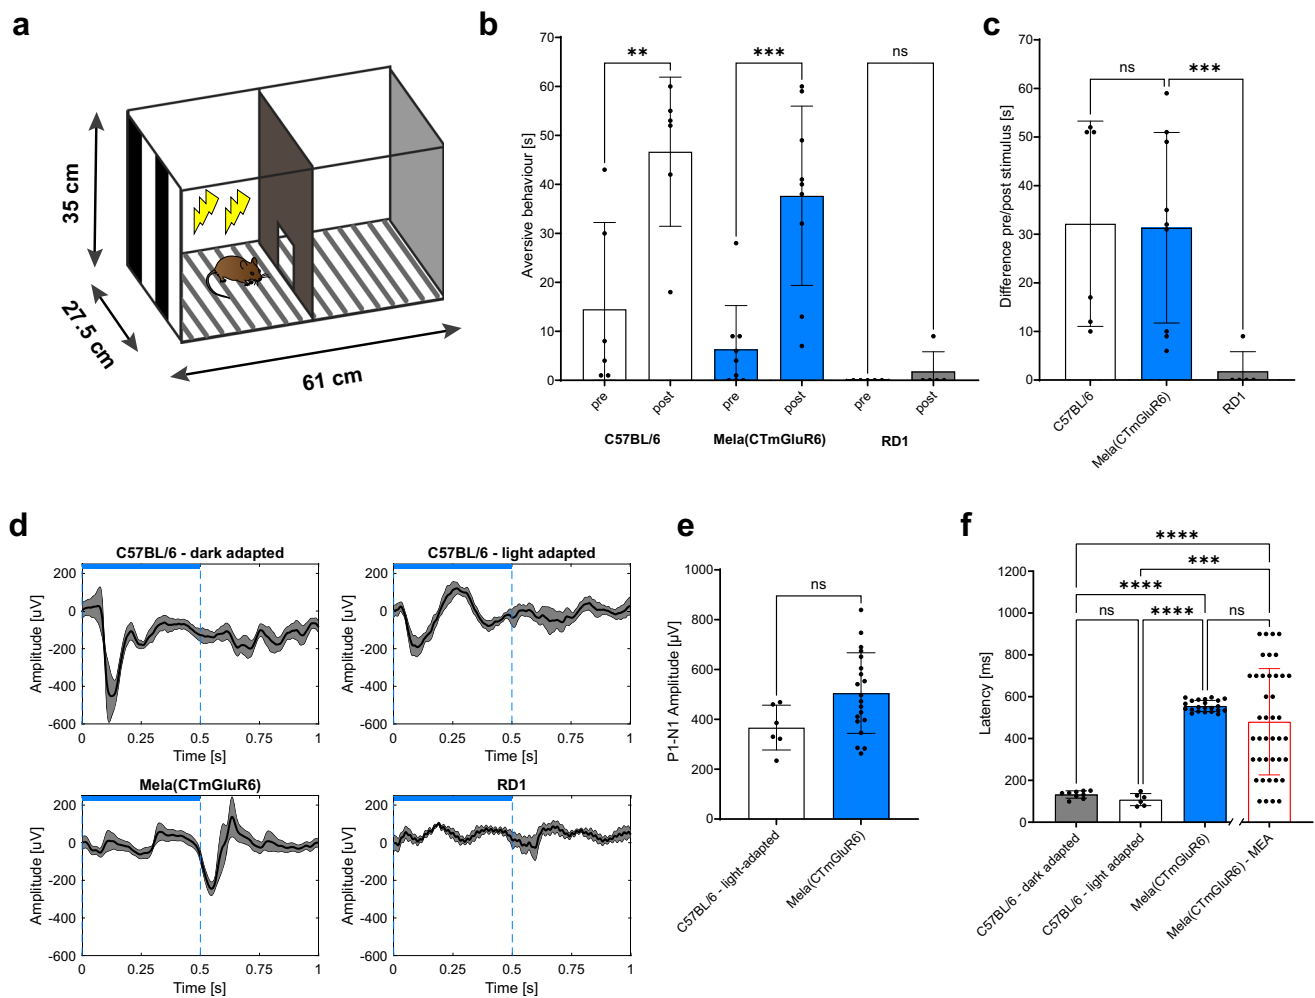 a
35 cm
27.5 cm
61 cm
b
Aversive behaviour [s]
70
60
50
40
30
20
10
0
**
***
ns
pre
post
pre
post
pre
post
C57BL/6
Mela(CTmGluR6)
RD1
c
Difference pre/post stimulus [s]
70
60
50
40
30
20
10
0
ns
***
C57BL/6
Mela(CTmGluR6)
RD1
d
C57BL/6 - dark adapted
Amplitude [uV]
200
0
-200
-400
-600
0
0.25
0.5
0.75
1
Time [s]
C57BL/6 - light adapted
Amplitude [uV]
200
0
-200
-400
-600
0
0.25
0.5
0.75
1
Time [s]
Mela(CTmGluR6)
Amplitude [uV]
200
0
-200
-400
-600
0
0.25
0.5
0.75
1
Time [s]
RD1
Amplitude [uV]
200
0
-200
-400
-600
0
0.25
0.5
0.75
1
Time [s]
e
P1-N1 Amplitude [µV]
1000
800
600
400
200
0
ns
C57BL/6 - light-adapted
Mela(CTmGluR6)
f
Latency [ms]
1200
1000
800
600
400
200
0
****
***
****
ns
****
ns
C57BL/6 - dark adapted
C57BL/6 - light adapted
Mela(CTmGluR6)
Mela(CTmGluR6) - MEA